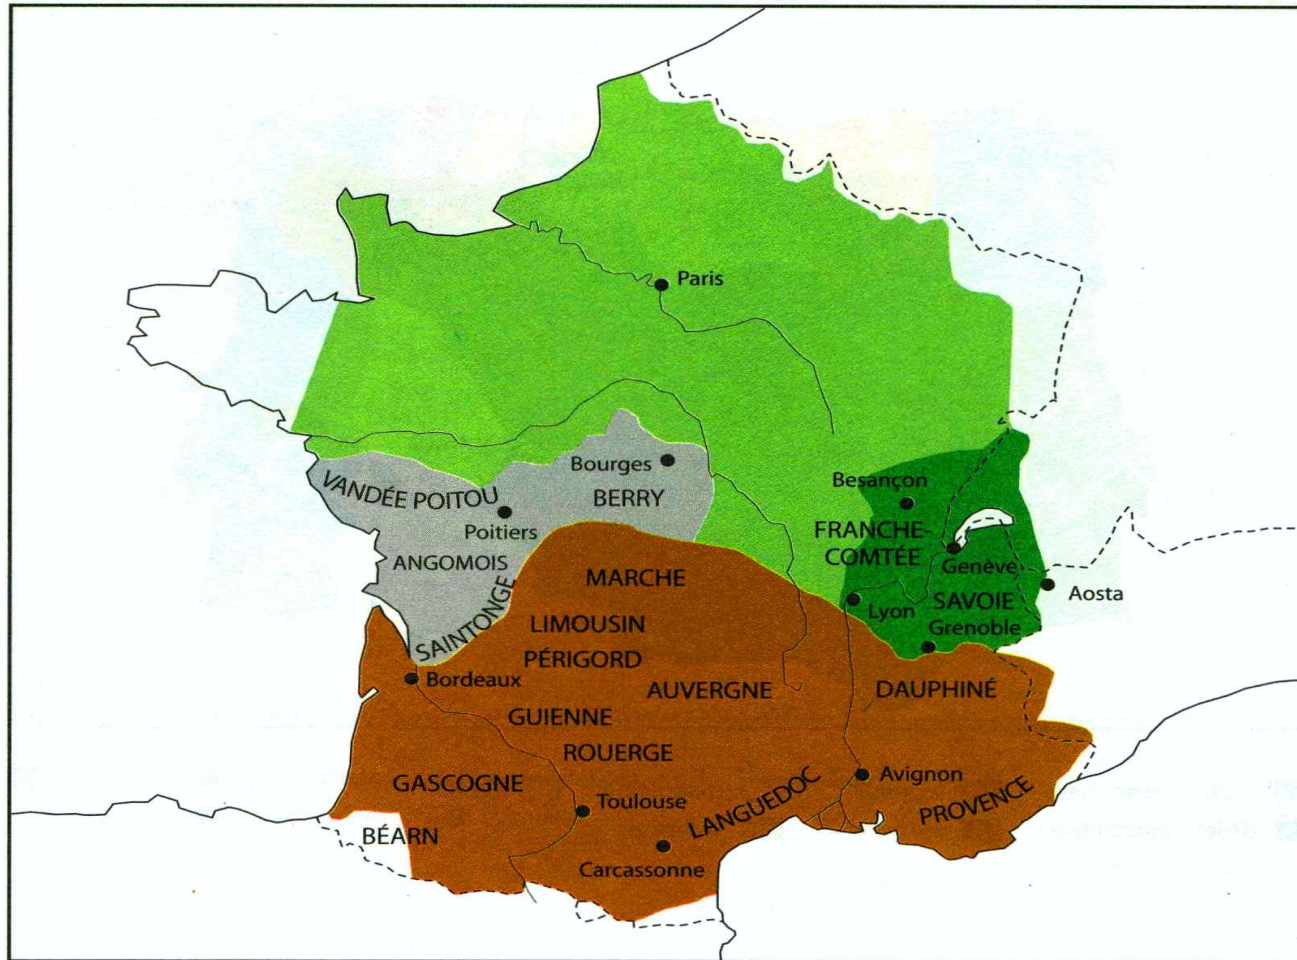 Paris
Bourges
Besançon
VANDÉE POITOU
BERRY
Poitiers
FRANCHE-
COMTÉE
ANGOMOIS
Genève
MARCHE
Aosta
SAINTONGE
Lyon
SAVOIE
LIMOUSIN
Grenoble
PÉRIGORD
Bordeaux
AUVERGNE
DAUPHINÉ
GUIENNE
ROUERGE
GASCOGNE
Avignon
Toulouse
LANGUEDOC
PROVENCE
BÉARN
Carcassonne